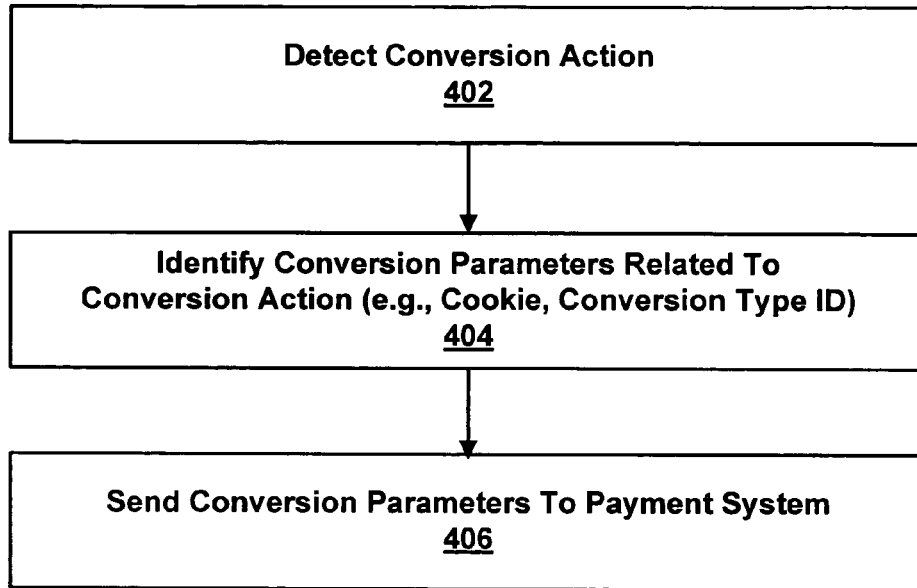 Detect Conversion Action
402
Identify Conversion Parameters Related To
Conversion Action (e.g., Cookie, Conversion Type ID)
404
Send Conversion Parameters To Payment System
406